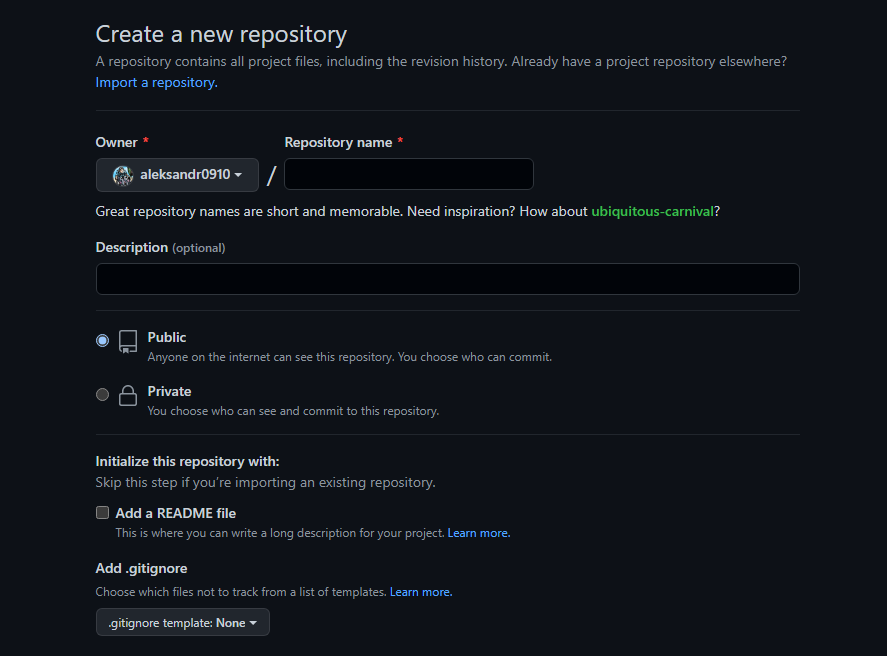 Create a new repository
A repository contains all project files, including the revision history. Already have a project repository elsewhere?
Import a repository.
Owner * Repository name *
aleksandr0910 /
Great repository names are short and memorable. Need inspiration? How about ubiquitous-carnival?
Description (optional)
Public
Anyone on the internet can see this repository. You choose who can commit.
Private
You choose who can see and commit to this repository.
Initialize this repository with:
Skip this step if you’re importing an existing repository.
Add a README file
This is where you can write a long description for your project. Learn more.
Add .gitignore
Choose which files not to track from a list of templates. Learn more.
.gitignore template: None